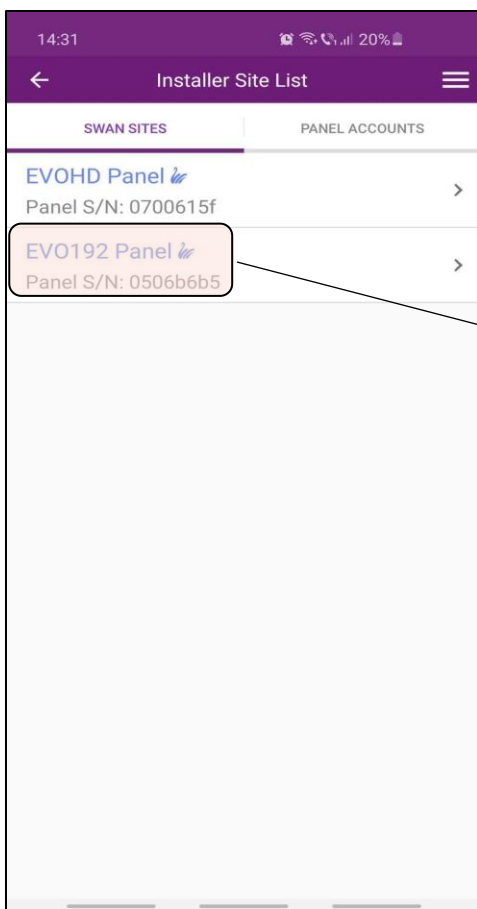 14:31 20%
Installer Site List
SWAN SITES PANEL ACCOUNTS
EVOHD Panel
Panel S/N: 0700615f
EVO192 Panel
Panel S/N: 0506b6b5